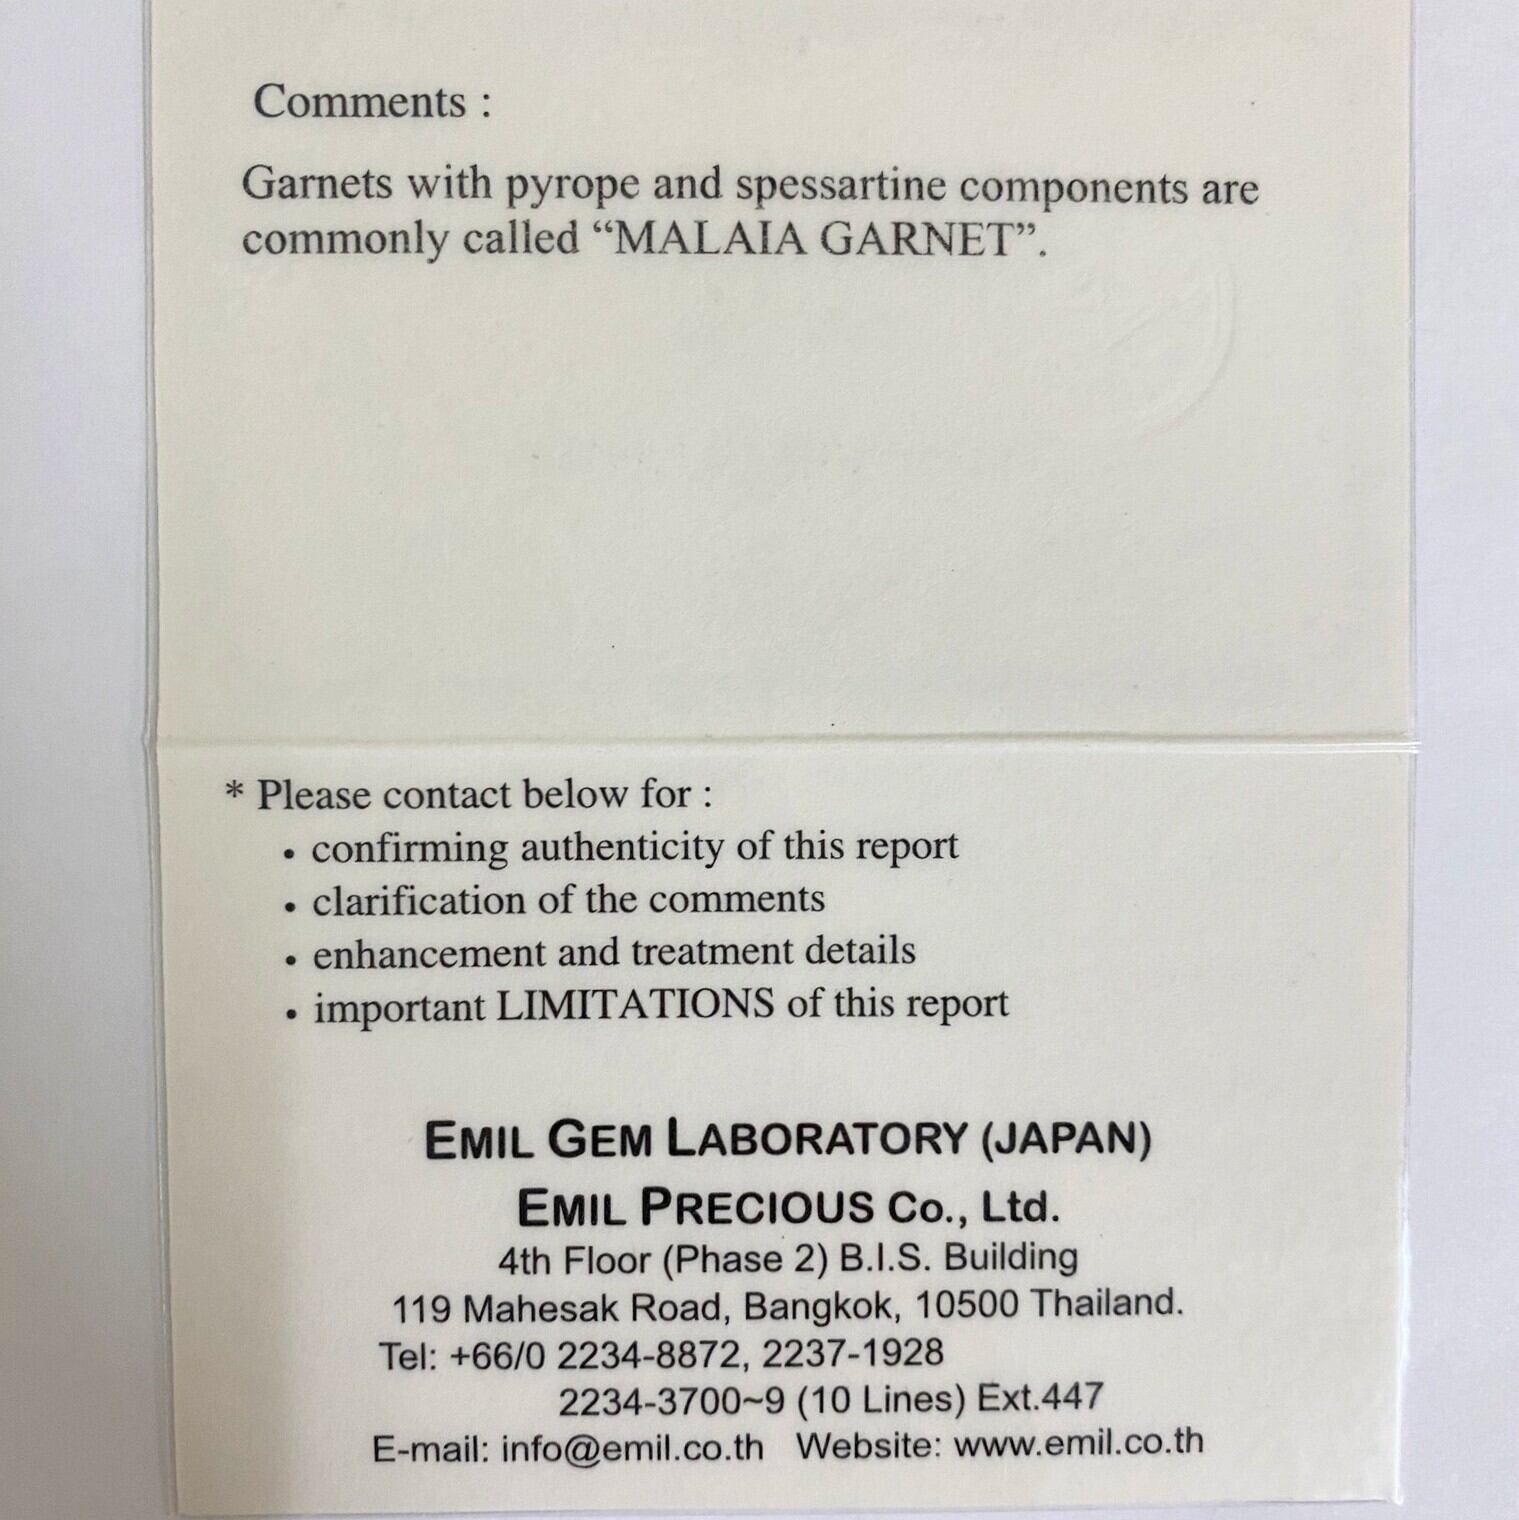 Comments :
Garnets with pyrope and spessartine components are
commonly called “MALAIA GARNET”.
* Please contact below for :
• confirming authenticity of this report
• clarification of the comments
• enhancement and treatment details
• important LIMITATIONS of this report
EMIL GEM LABORATORY (JAPAN)
EMIL PRECIOUS Co., Ltd.
4th Floor (Phase 2) B.I.S. Building
119 Mahesak Road, Bangkok, 10500 Thailand.
Tel: +66/0 2234-8872, 2237-1928
2234-3700~9 (10 Lines) Ext.447
E-mail: info@emil.co.th Website: www.emil.co.th